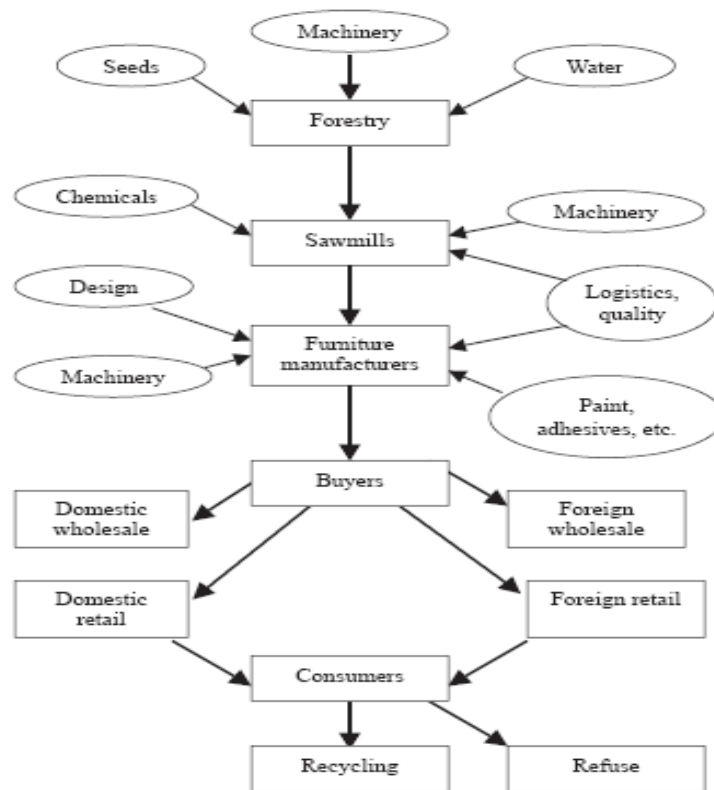 Machinery
Seeds
Water
Forestry
Chemicals
Machinery
Sawmills
Design
Logistics,
quality
Furniture
manufacturers
Machinery
Paint,
adhesives, etc.
Buyers
Domestic
wholesale
Foreign
wholesale
Domestic
retail
Foreign retail
Consumers
Recycling
Refuse